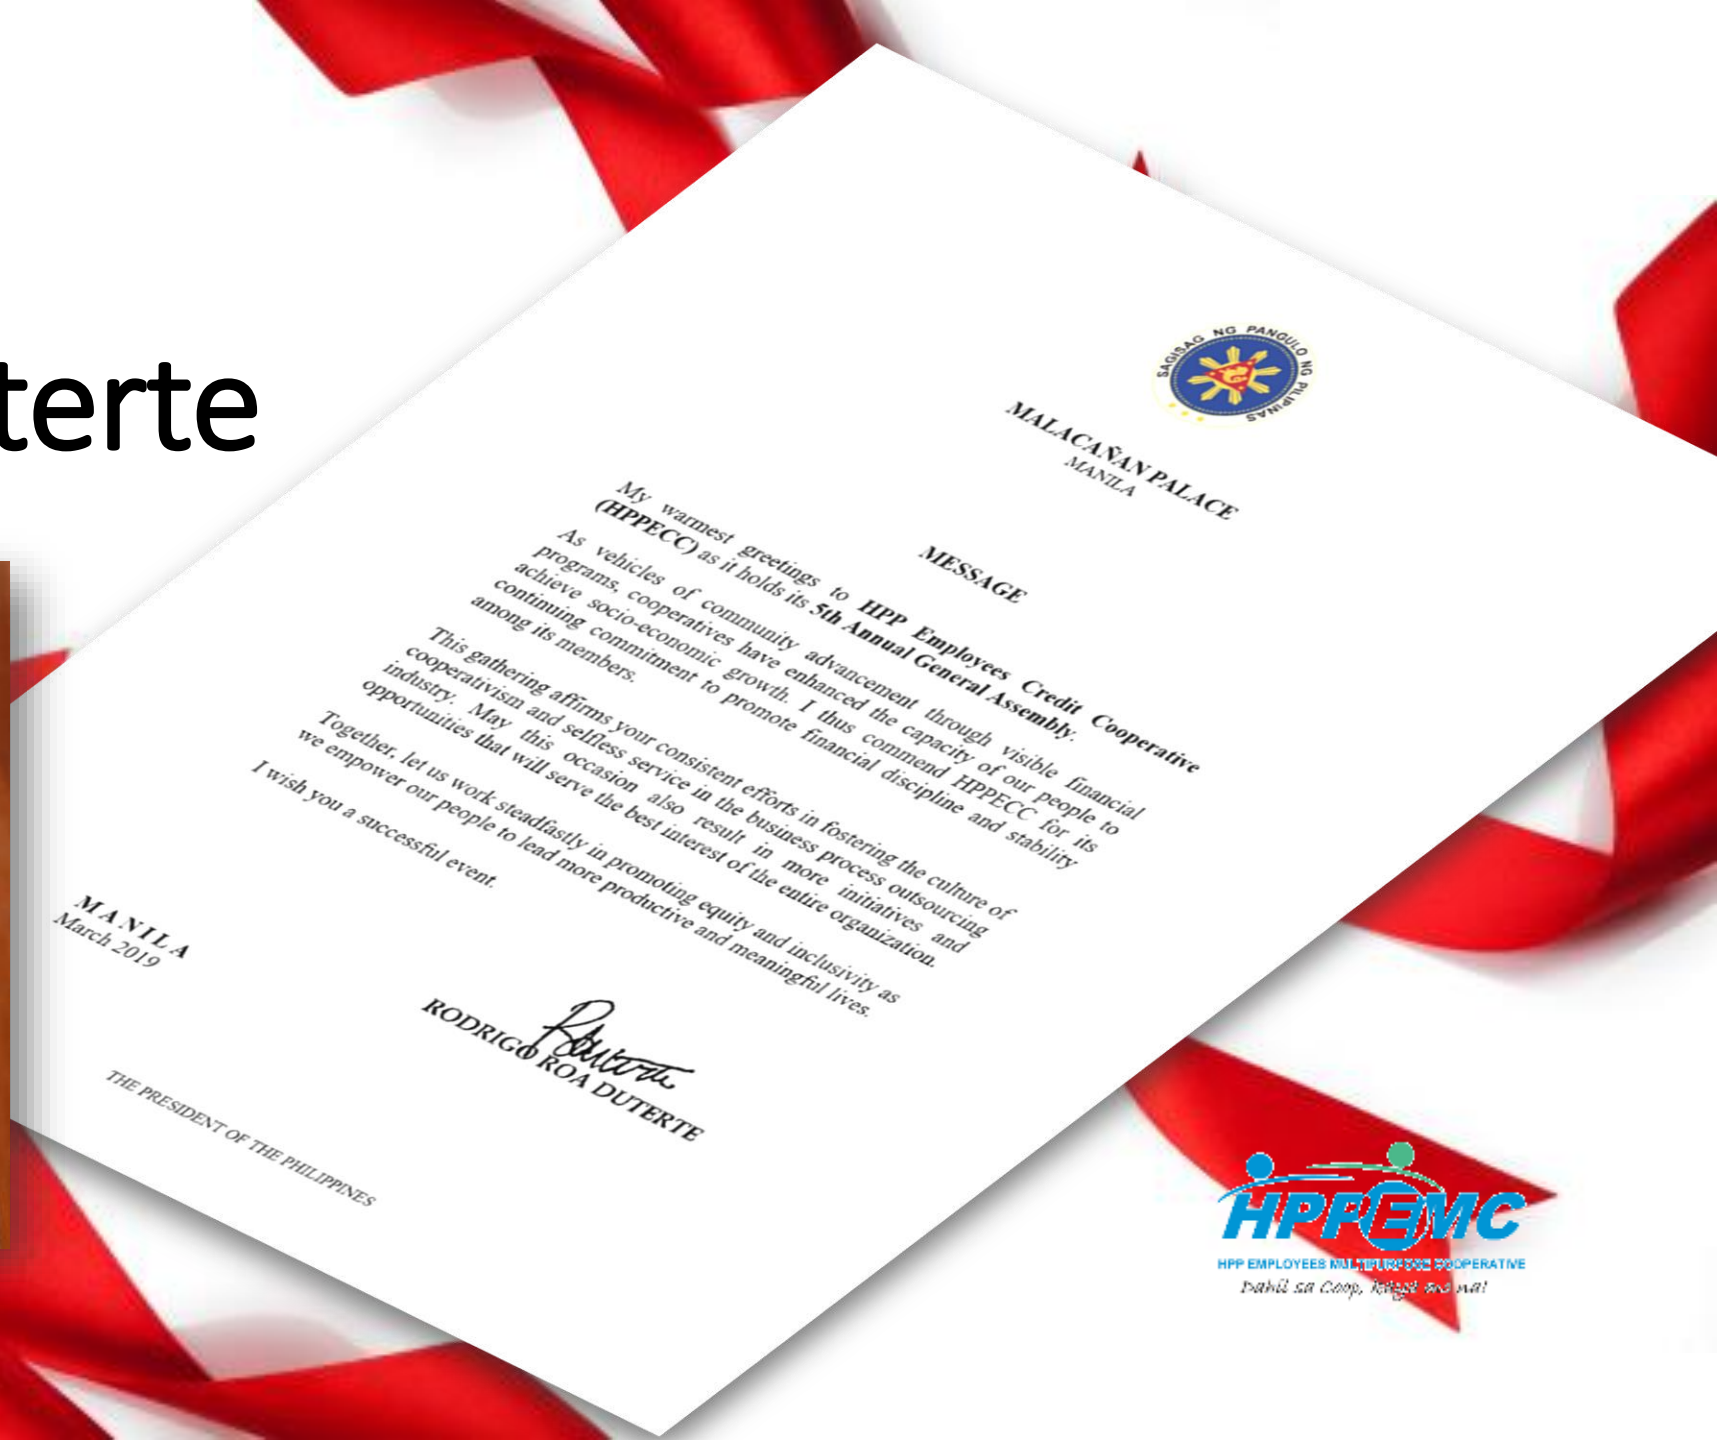 terte
SAGISAG NG PANGULO NG PILIPINAS
MALACAÑAN PALACE
MANILA
MESSAGE
My warmest greetings to HPP Employees Credit Cooperative
(HPPECC) as it holds its 5th Annual General Assembly.
As vehicles of community advancement through visible financial
programs, cooperatives have enhanced the capacity of our people to
achieve socio-economic growth. I thus commend HPPECC for its
continuing commitment to promote financial discipline and stability
among its members.
This gathering affirms your consistent efforts in fostering the culture of
cooperativism and selfless service in the business process outsourcing
industry. May this occasion also result in more initiatives and
opportunities that will serve the best interest of the entire organization.
Together, let us work steadfastly in promoting equity and inclusivity as
we empower our people to lead more productive and meaningful lives.
I wish you a successful event.
MANILA
March 2019
RODRIGO ROA DUTERTE
THE PRESIDENT OF THE PHILIPPINES
HPPEMC
HPP EMPLOYEES MULTIPURPOSE COOPERATIVE
Dahil sa Coop, na!